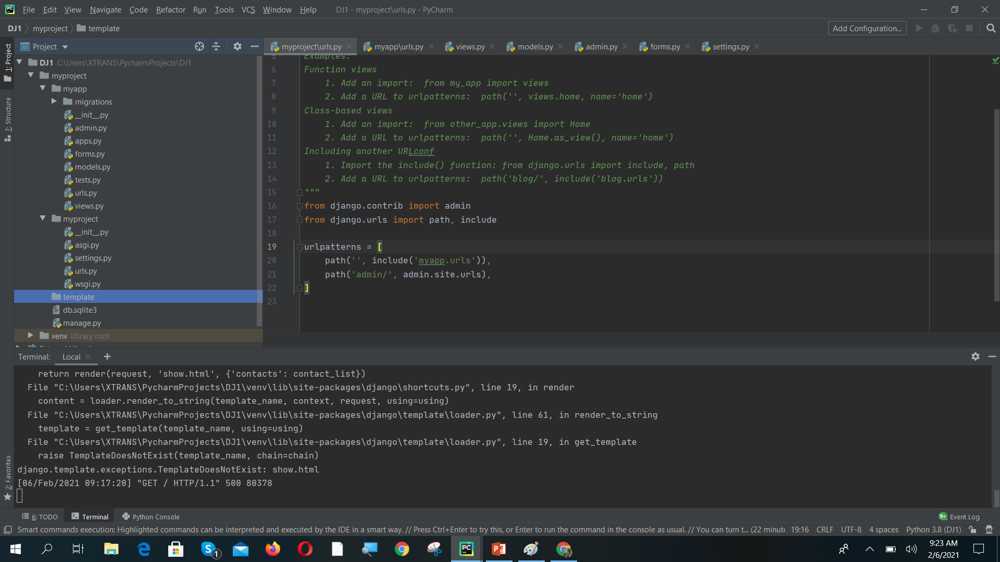 File Edit View Navigate Code Refactor Run Tools VCS Window Help DJ1 - myproject\urls.py - PyCharm
DJ1 myproject template
Add Configuration...
1: Project
7: Structure
2: Favorites
Project
DJ1 C:\Users\XTRANS\PycharmProjects\DJ1
myproject
myapp
migrations
__init__.py
admin.py
apps.py
forms.py
models.py
tests.py
urls.py
views.py
myproject
__init__.py
asgi.py
settings.py
urls.py
wsgi.py
template
db.sqlite3
manage.py
venv library root
myproject\urls.py myapp\urls.py views.py models.py admin.py forms.py settings.py
5 Examples:
6 Function views
7 1. Add an import:  from my_app import views
8 2. Add a URL to urlpatterns:  path('', views.home, name='home')
9 Class-based views
10 1. Add an import:  from other_app.views import Home
11 2. Add a URL to urlpatterns:  path('', Home.as_view(), name='home')
12 Including another URLconf
13 1. Import the include() function: from django.urls import include, path
14 2. Add a URL to urlpatterns:  path('blog/', include('blog.urls'))
15 """
16 from django.contrib import admin
17 from django.urls import path, include
18
19 urlpatterns = [
20 path('', include('myapp.urls')),
21 path('admin/', admin.site.urls),
22 ]
23
Terminal: Local +
return render(request, 'show.html', {'contacts': contact_list})
File "C:\Users\XTRANS\PycharmProjects\DJ1\venv\lib\site-packages\django\shortcuts.py", line 19, in render
content = loader.render_to_string(template_name, context, request, using=using)
File "C:\Users\XTRANS\PycharmProjects\DJ1\venv\lib\site-packages\django\template\loader.py", line 61, in render_to_string
template = get_template(template_name, using=using)
File "C:\Users\XTRANS\PycharmProjects\DJ1\venv\lib\site-packages\django\template\loader.py", line 19, in get_template
raise TemplateDoesNotExist(template_name, chain=chain)
django.template.exceptions.TemplateDoesNotExist: show.html
[06/Feb/2021 09:17:20] "GET / HTTP/1.1" 500 80378
6: TODO Terminal Python Console 9+ Event Log
Smart commands execution: Highlighted commands can be interpreted and executed by the IDE in a smart way. // Press Ctrl+Enter to try this, or Enter to run the command in the console as usual. // You can turn t... (22 minute 19:16 CRLF UTF-8 4 spaces Python 3.8 (DJ1)
1
PC
9:23 AM
2/6/2021